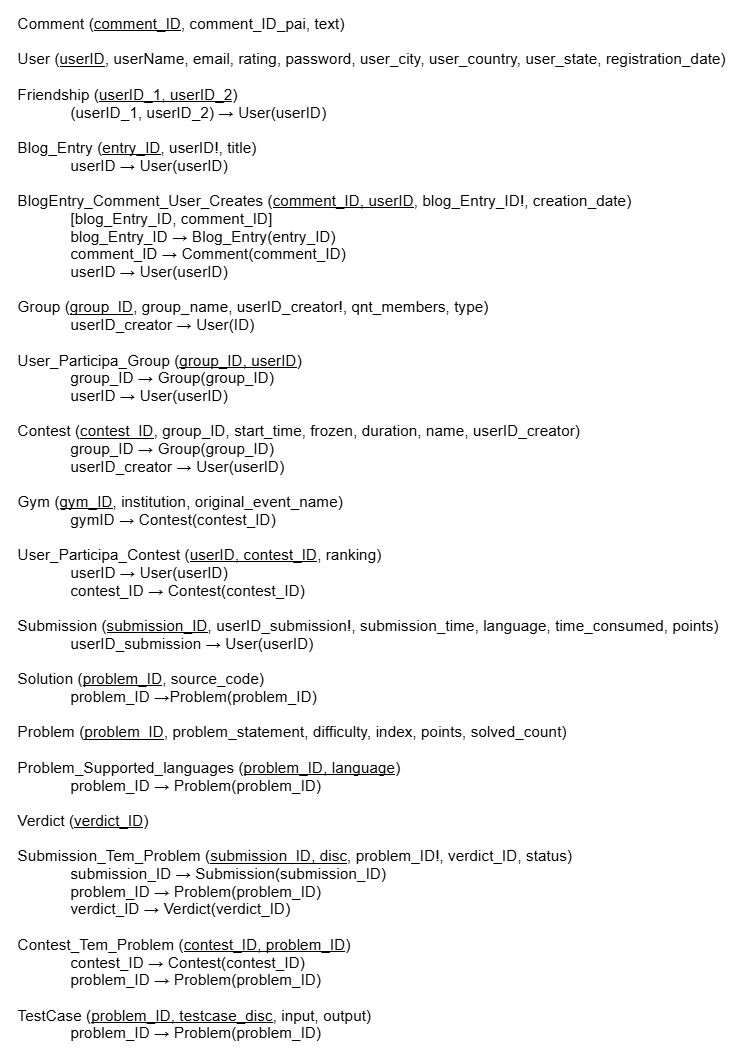 Comment (comment_ID, comment_ID_pai, text)
User (userID, userName, email, rating, password, user_city, user_country, user_state, registration_date)
Friendship (userID_1, userID_2)
(userID_1, userID_2) → User(userID)
Blog_Entry (entry_ID, userID!, title)
userID → User(userID)
BlogEntry_Comment_User_Creates (comment_ID, userID, blog_Entry_ID!, creation_date)
[blog_Entry_ID, comment_ID]
blog_Entry_ID → Blog_Entry(entry_ID)
comment_ID → Comment(comment_ID)
userID → User(userID)
Group (group_ID, group_name, userID_creator!, qnt_members, type)
userID_creator → User(ID)
User_Participa_Group (group_ID, userID)
group_ID → Group(group_ID)
userID → User(userID)
Contest (contest_ID, group_ID, start_time, frozen, duration, name, userID_creator)
group_ID → Group(group_ID)
userID_creator → User(userID)
Gym (gym_ID, institution, original_event_name)
gymID → Contest(contest_ID)
User_Participa_Contest (userID, contest_ID, ranking)
userID → User(userID)
contest_ID → Contest(contest_ID)
Submission (submission_ID, userID_submission!, submission_time, language, time_consumed, points)
userID_submission → User(userID)
Solution (problem_ID, source_code)
problem_ID →Problem(problem_ID)
Problem (problem_ID, problem_statement, difficulty, index, points, solved_count)
Problem_Supported_languages (problem_ID, language)
problem_ID → Problem(problem_ID)
Verdict (verdict_ID)
Submission_Tem_Problem (submission_ID, disc, problem_ID!, verdict_ID, status)
submission_ID → Submission(submission_ID)
problem_ID → Problem(problem_ID)
verdict_ID → Verdict(verdict_ID)
Contest_Tem_Problem (contest_ID, problem_ID)
contest_ID → Contest(contest_ID)
problem_ID → Problem(problem_ID)
TestCase (problem_ID, testcase_disc, input, output)
problem_ID → Problem(problem_ID)